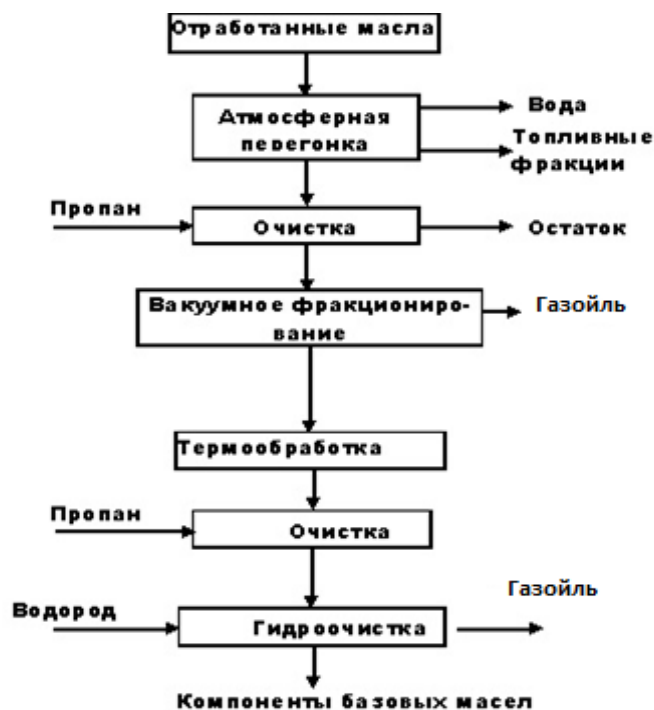 Отработанные масла
Атмосферная
перегонка
Вода
Топливные
фракции
Пропан
Очистка
Остаток
Вакуумное фракциониро-
вание
Газойль
Термообработка
Пропан
Очистка
Газойль
Водород
Гидроочистка
Компоненты базовых масел